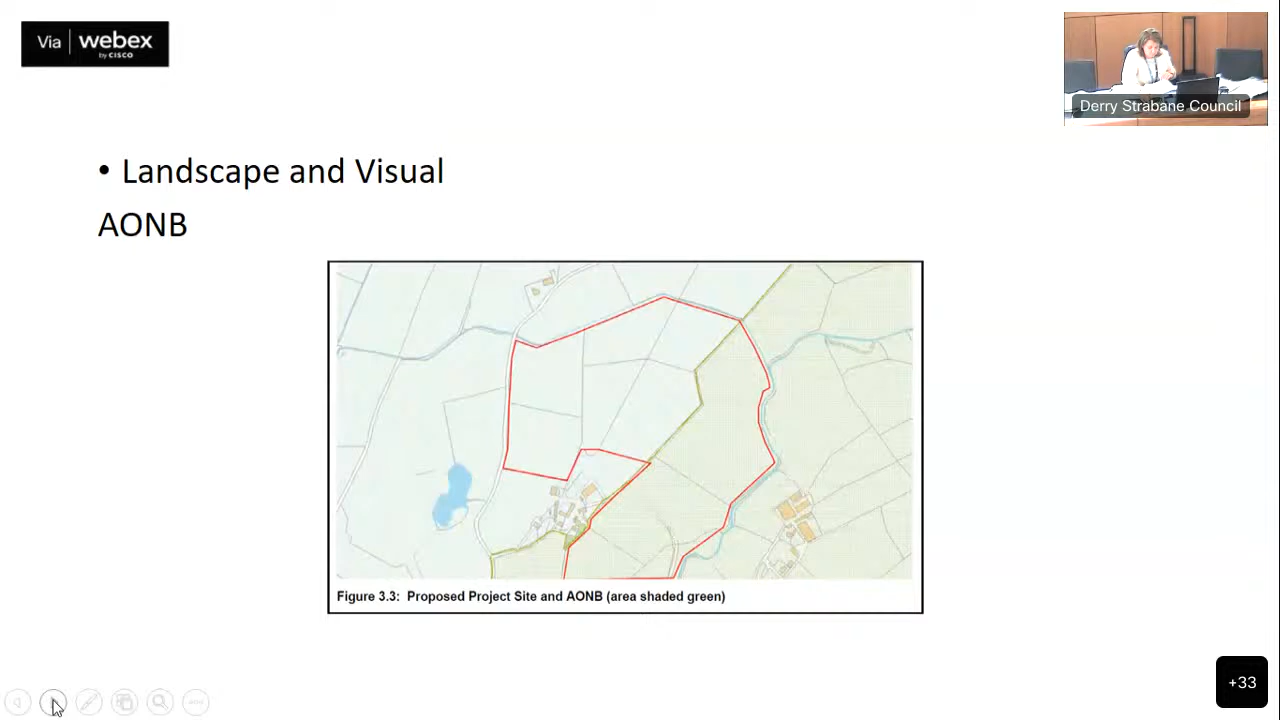 Via webex
by CISCO
Derry Strabane Council
• Landscape and Visual
AONB
Figure 3.3: Proposed Project Site and AONB (area shaded green)
+33